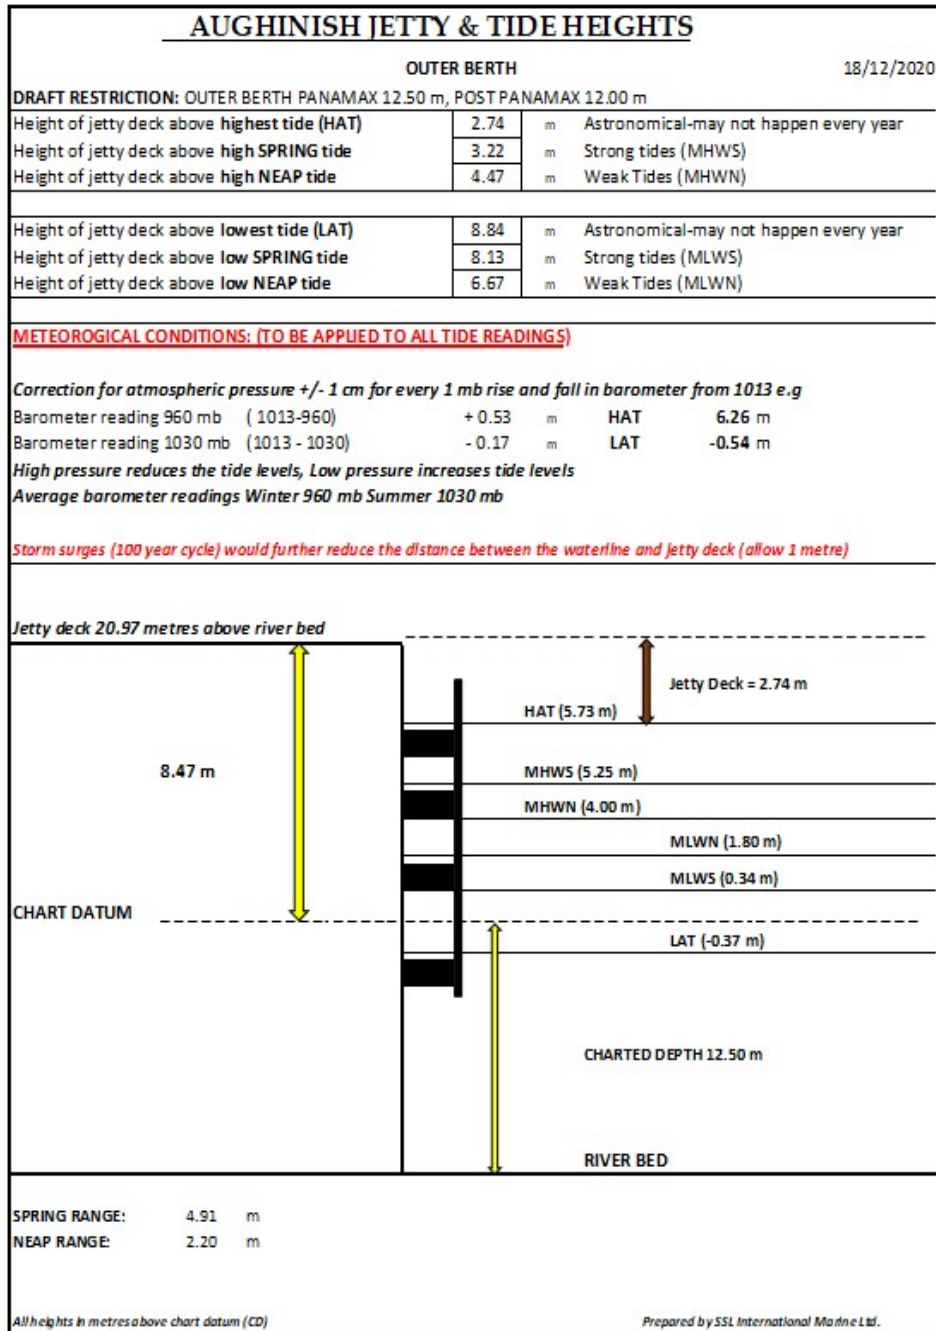 AUGHINISH JETTY & TIDE HEIGHTS
OUTER BERTH 18/12/2020
DRAFT RESTRICTION: OUTER BERTH PANAMAX 12.50 m, POST PANAMAX 12.00 m
Height of jetty deck above highest tide (HAT) 2.74 m Astronomical-may not happen every year
Height of jetty deck above high SPRING tide 3.22 m Strong tides (MHWS)
Height of jetty deck above high NEAP tide 4.47 m Weak Tides (MHWN)
Height of jetty deck above lowest tide (LAT) 8.84 m Astronomical-may not happen every year
Height of jetty deck above low SPRING tide 8.13 m Strong tides (MLWS)
Height of jetty deck above low NEAP tide 6.67 m Weak Tides (MLWN)
METEOROGICAL CONDITIONS: (TO BE APPLIED TO ALL TIDE READINGS)
Correction for atmospheric pressure +/- 1 cm for every 1 mb rise and fall in barometer from 1013 e.g
Barometer reading 960 mb ( 1013-960) + 0.53 m HAT 6.26 m
Barometer reading 1030 mb (1013 - 1030) - 0.17 m LAT -0.54 m
High pressure reduces the tide levels, Low pressure increases tide levels
Average barometer readings Winter 960 mb Summer 1030 mb
Storm surges (100 year cycle) would further reduce the distance between the waterline and jetty deck (allow 1 metre)
Jetty deck 20.97 metres above river bed
Jetty Deck = 2.74 m
HAT (5.73 m)
8.47 m
MHWS (5.25 m)
MHWN (4.00 m)
MLWN (1.80 m)
MLWS (0.34 m)
CHART DATUM
LAT (-0.37 m)
CHARTED DEPTH 12.50 m
RIVER BED
SPRING RANGE: 4.91 m
NEAP RANGE: 2.20 m
All heights in metres above chart datum (CD) Prepared by SSL International Marine Ltd.